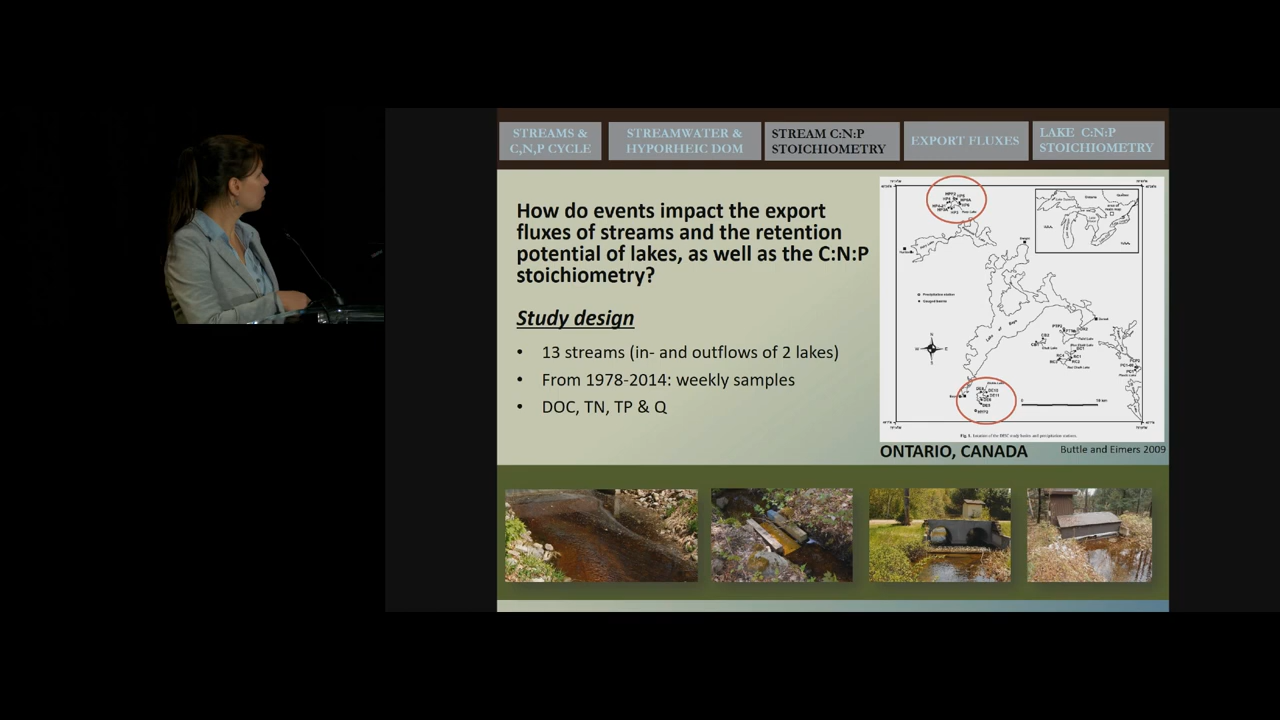 STREAMS &
C,N,P CYCLE
STREAMWATER &
HYPORHEIC DOM
STREAM C:N:P
STOICHIOMETRY
EXPORT FLUXES
LAKE C:N:P
STOICHIOMETRY
How do events impact the export
fluxes of streams and the retention
potential of lakes, as well as the C:N:P
stoichiometry?
Study design
• 13 streams (in- and outflows of 2 lakes)
• From 1978-2014: weekly samples
• DOC, TN, TP & Q
ONTARIO, CANADA
Buttle and Eimers 2009